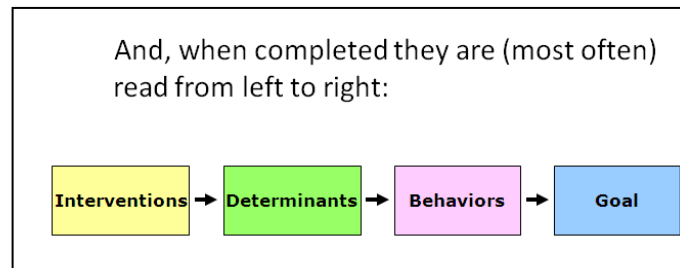 And, when completed they are (most often)
read from left to right:
Interventions
Determinants
Behaviors
Goal